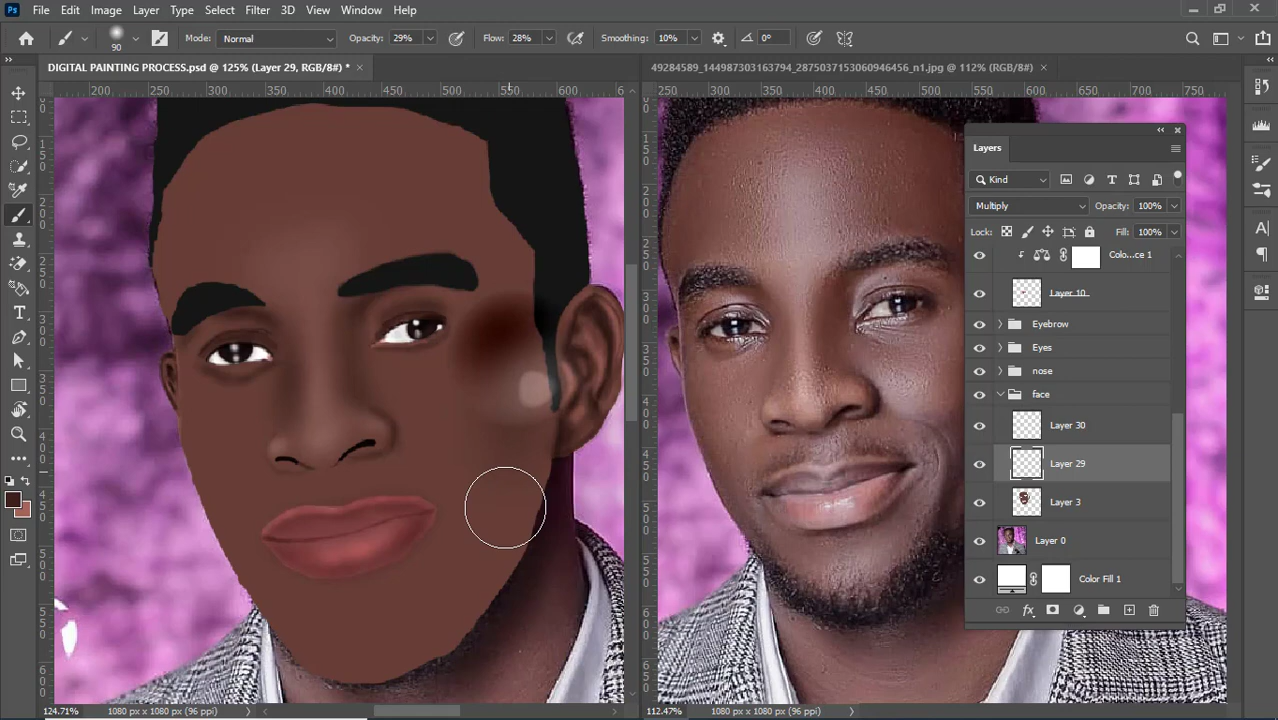 Ps File Edit Image Layer Type Select Filter 3D View Window Help
90 Mode: Normal Opacity: 29% Flow: 28% Smoothing: 10% 0°
DIGITAL PAINTING PROCESS.psd @ 125% (Layer 29, RGB/8#) * ×
49284589_144987303163794_2875037153060946456_n1.jpg @ 112% (RGB/8#) ×
200 250 300 350 400 450 500 550 600 6
250 300 350 400 450 500 550 600 650 700 750
Layers
Kind
Multiply Opacity: 100%
Lock: Fill: 100%
Colo...ce 1
Layer 10
Eyebrow
Eyes
nose
face
Layer 30
Layer 29
Layer 3
Layer 0
Color Fill 1
fx
124.71% 1080 px x 1080 px (96 ppi)
112.47% 1080 px x 1080 px (96 ppi)